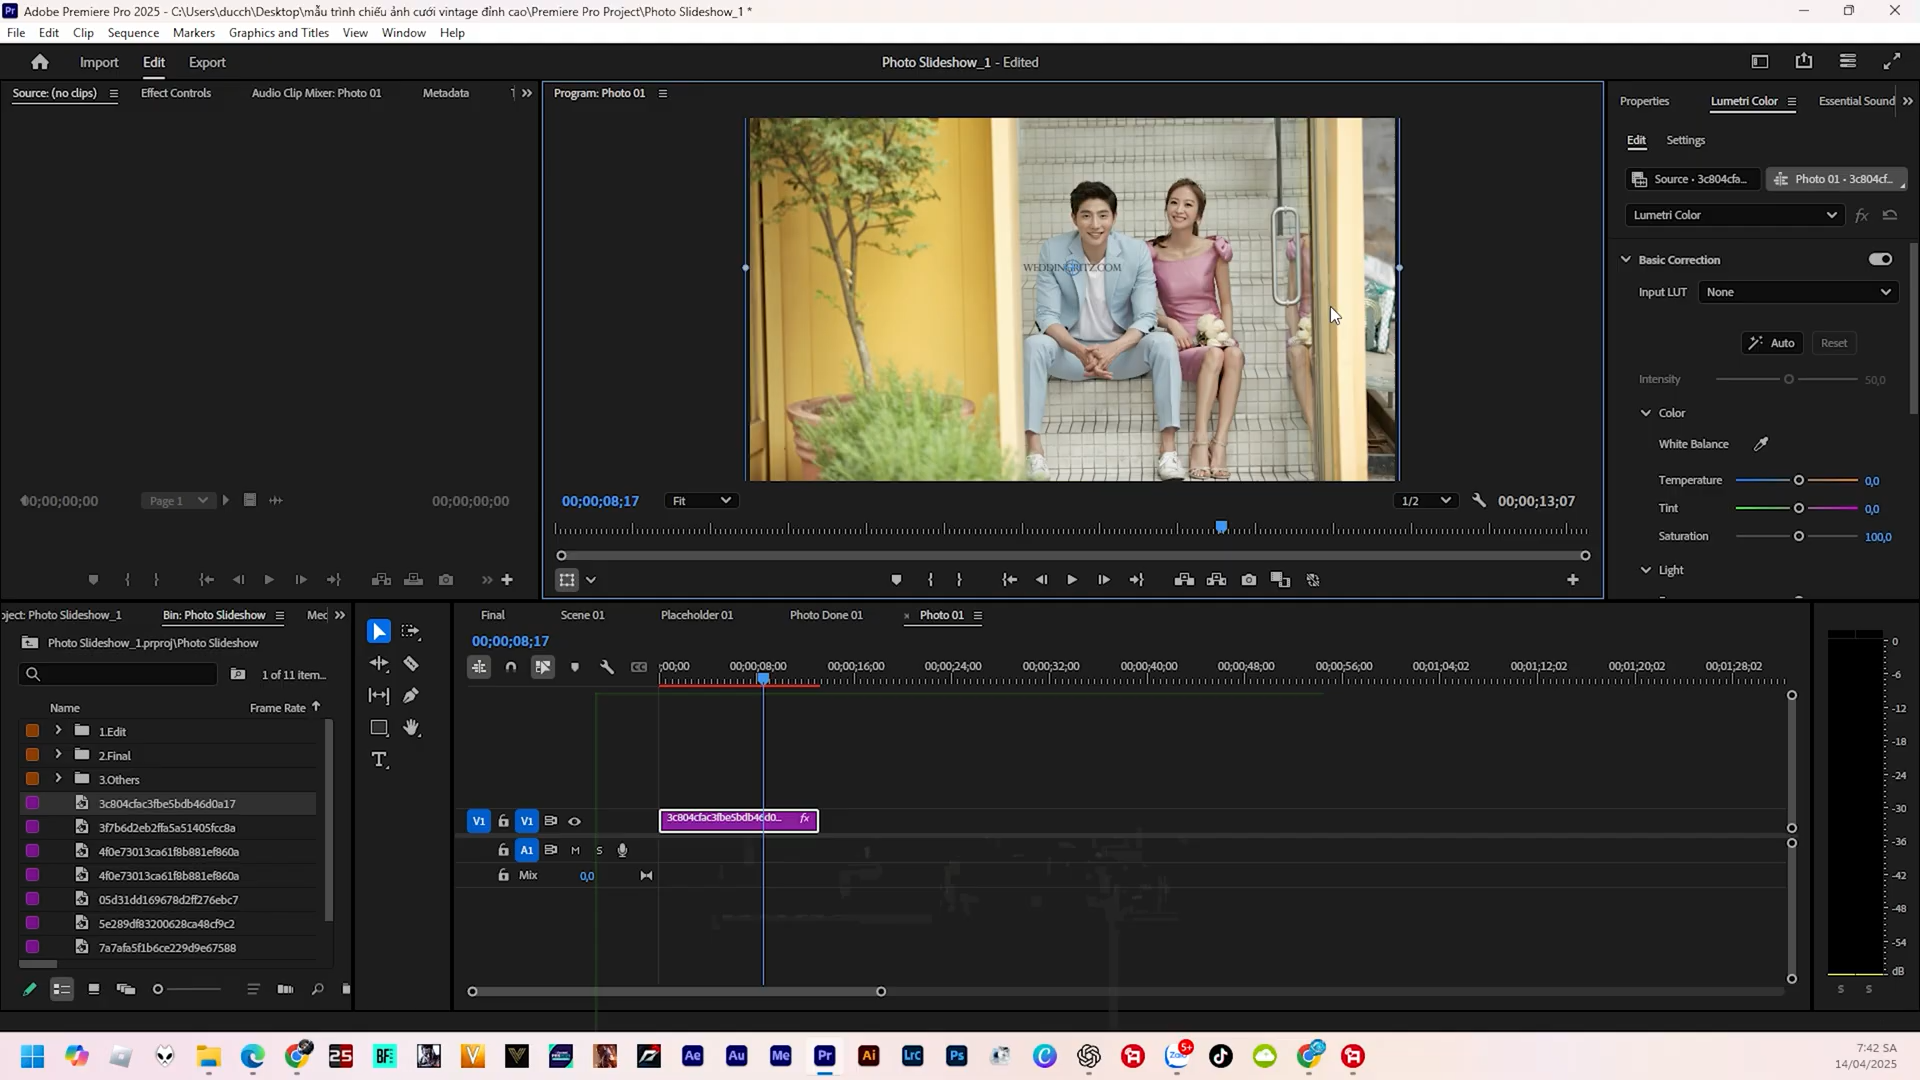 Adobe Premiere Pro 2025 - C:\Users\ducch\Desktop\mẫu trình chiếu ảnh cưới vintage đỉnh cao\Premiere Pro Project\Photo Slideshow_1 *
File Edit Clip Sequence Markers Graphics and Titles View Window Help
Import Edit Export
Photo Slideshow_1 - Edited
Source: (no clips) Effect Controls Audio Clip Mixer: Photo 01 Metadata
Program: Photo 01
Properties Lumetri Color Essential Sound
Edit Settings
Source • 3c804cfa... Photo 01 • 3c804cf...
Lumetri Color fx
Basic Correction
Input LUT None
WEDDINGRITZ.COM
Auto Reset
Intensity 50,0
Color
White Balance
Temperature 0,0
Tint 0,0
Saturation 100,0
Light
00;00;00;00 Page 1 00;00;00;00
00;00;08;17 Fit 1/2 00;00;13;07
oject: Photo Slideshow_1 Bin: Photo Slideshow Mec
Photo Slideshow_1.prproj\Photo Slideshow
1 of 11 item...
Name Frame Rate
1.Edit
2.Final
3.Others
3c804cfac3fbe5bdb46d0a17
3f7b6d2eb2ffa5a51405fcc8a
4f0e73013ca61f8b881ef860a
4f0e73013ca61f8b881ef860a
05d31dd169678d2ff276ebc7
5e289df83200628ca48cf9c2
7a7afa5f1b6ce229d9e67588
Final Scene 01 Placeholder 01 Photo Done 01 Photo 01
00;00;08;17
;00;00 00;00;08;00 00;00;16;00 00;00;24;00 00;00;32;00 00;00;40;00 00;00;48;00 00;00;56;00 00;01;04;02 00;01;12;02 00;01;20;02 00;01;28;02
V1 V1
3c804cfac3fbe5bdb46d0... fx
A1 M S
Mix 0,0
0
-6
-12
-18
-24
-30
-36
-42
-48
-54
dB
S S
7:42 SA
14/04/2025